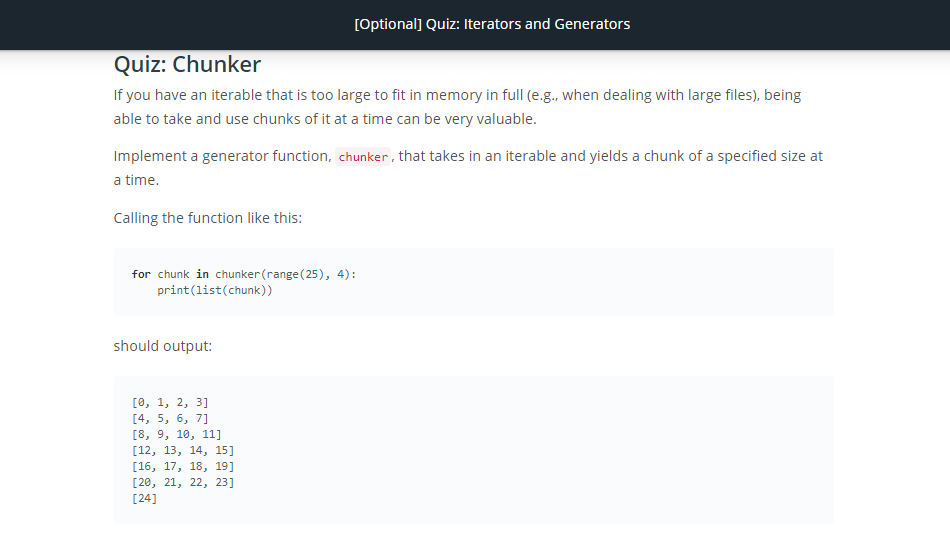 [Optional] Quiz: Iterators and Generators
Quiz: Chunker
If you have an iterable that is too large to fit in memory in full (e.g., when dealing with large files), being
able to take and use chunks of it at a time can be very valuable.
Implement a generator function, chunker, that takes in an iterable and yields a chunk of a specified size at
a time.
Calling the function like this:
for chunk in chunker(range(25), 4):
    print(list(chunk))
should output:
[0, 1, 2, 3]
[4, 5, 6, 7]
[8, 9, 10, 11]
[12, 13, 14, 15]
[16, 17, 18, 19]
[20, 21, 22, 23]
[24]